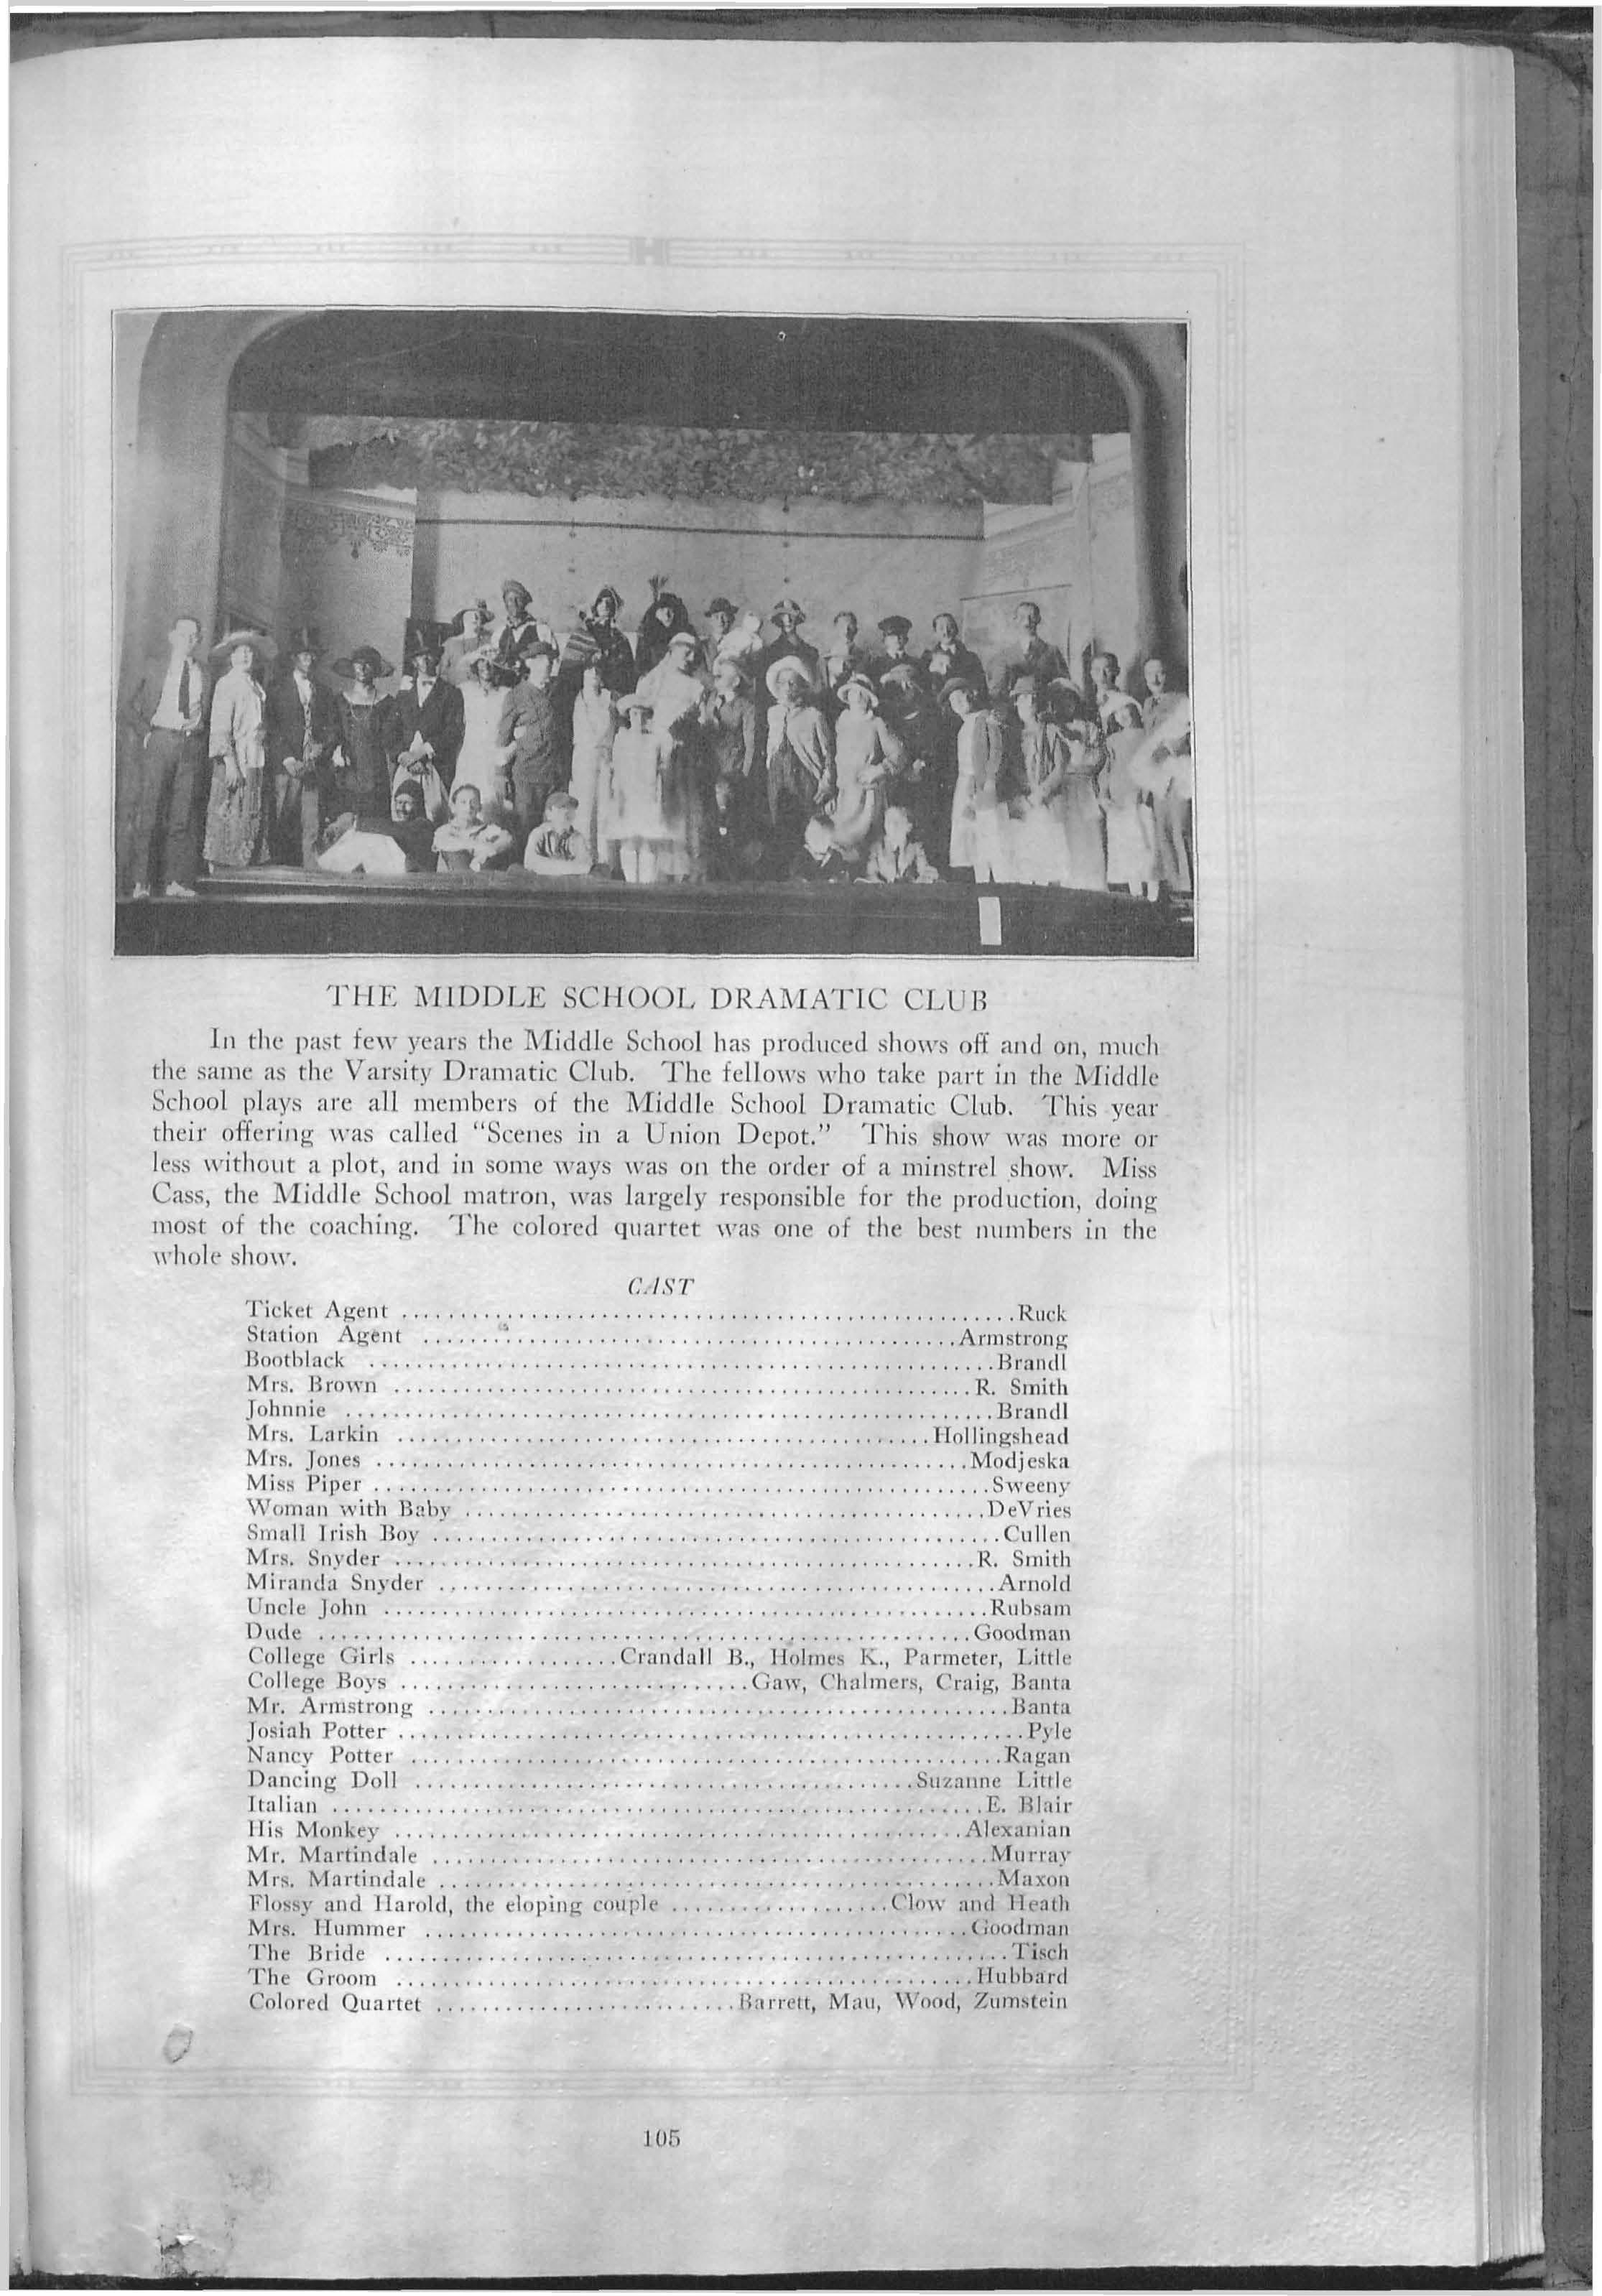 H
THE MIDDLE SCHOOL DRAMATIC CLUB
In the past few years the Middle School has produced shows off and on, much
the same as the Varsity Dramatic Club. The fellows who take part in the Middle
School plays are all members of the Middle School Dramatic Club. This year
their offering was called "Scenes in a Union Depot." This show was more or
less without a plot, and in some ways was on the order of a minstrel show. Miss
Cass, the Middle School matron, was largely responsible for the production, doing
most of the coaching. The colored quartet was one of the best numbers in the
whole show.
CAST
Ticket Agent ........ Ruck
Station Agent ........ Armstrong
Bootblack ........ Brandl
Mrs. Brown ........ R. Smith
Johnnie ........ Brandl
Mrs. Larkin ........ Hollingshead
Mrs. Jones ........ Modjeska
Miss Piper ........ Sweeny
Woman with Baby ........ DeVries
Small Irish Boy ........ Cullen
Mrs. Snyder ........ R. Smith
Miranda Snyder ........ Arnold
Uncle John ........ Rubsam
Dude ........ Goodman
College Girls ........ Crandall B., Holmes K., Parmeter, Little
College Boys ........ Gaw, Chalmers, Craig, Banta
Mr. Armstrong ........ Banta
Josiah Potter ........ Pyle
Nancy Potter ........ Ragan
Dancing Doll ........ Suzanne Little
Italian ........ E. Blair
His Monkey ........ Alexanian
Mr. Martindale ........ Murray
Mrs. Martindale ........ Maxon
Flossy and Harold, the eloping couple ........ Clow and Heath
Mrs. Hummer ........ Goodman
The Bride ........ Tisch
The Groom ........ Hubbard
Colored Quartet ........ Barrett, Mau, Wood, Zumstein
105